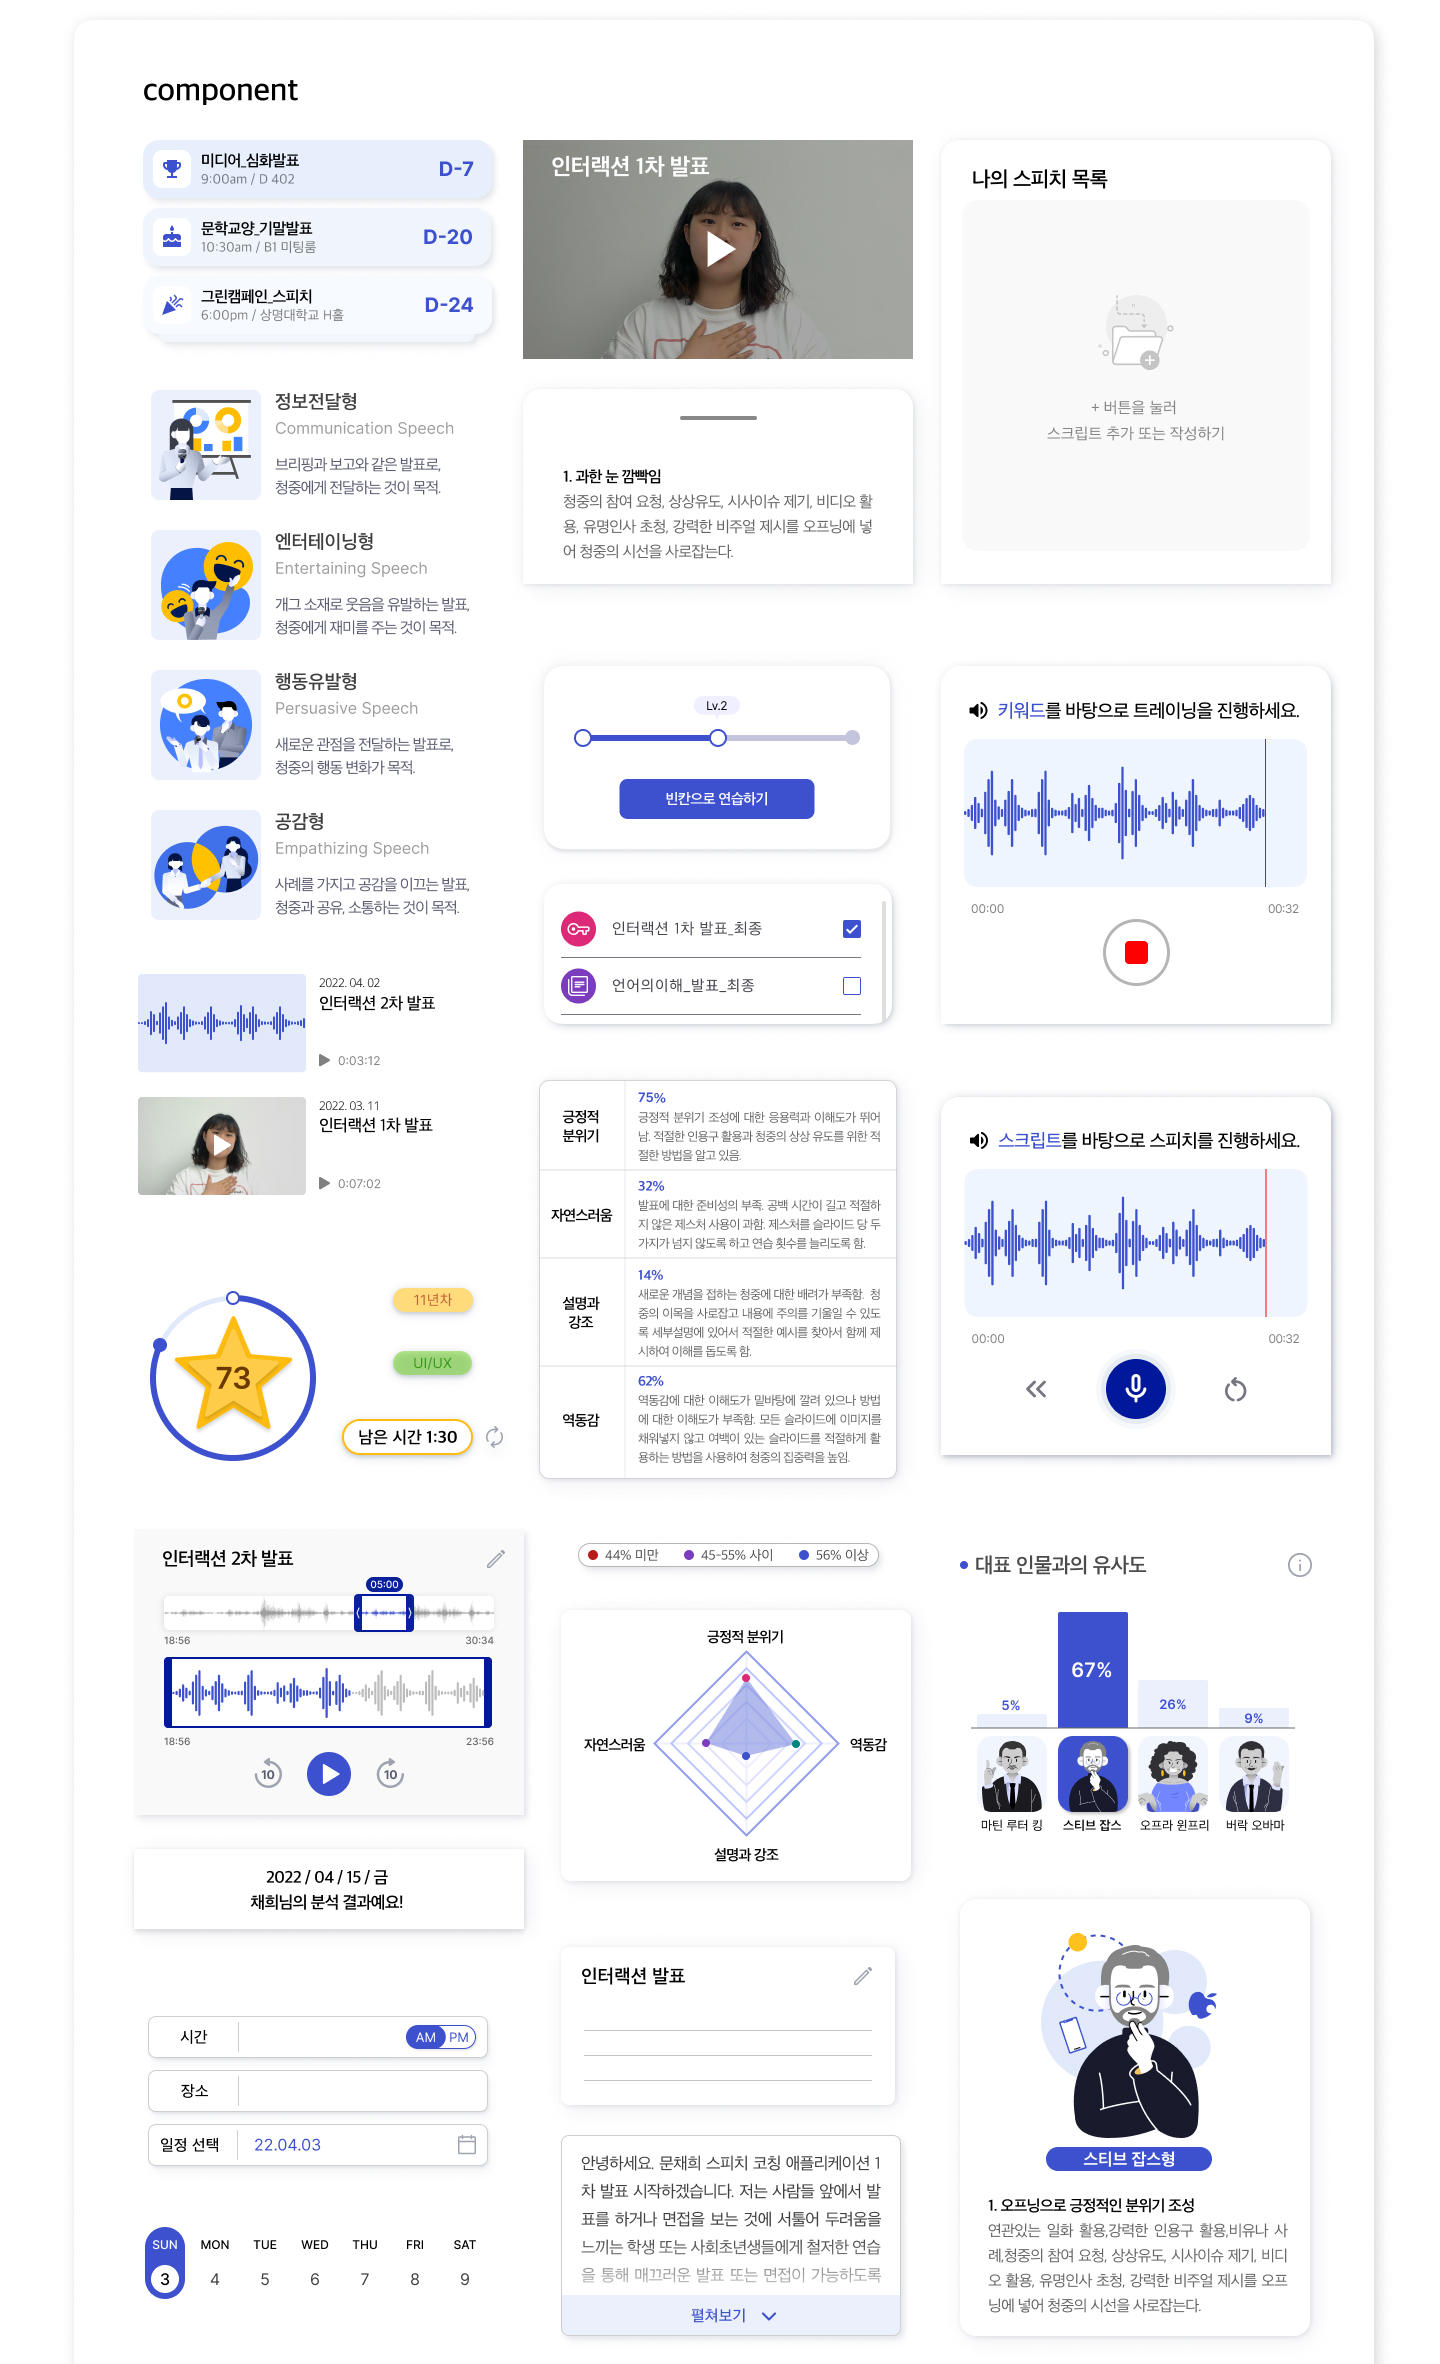 component
미디어_심화발표
9:00am / D 402
D-7
문학교양_기말발표
10:30am / B1 미팅룸
D-20
그린캠페인_스피치
6:00pm / 상명대학교 H홀
D-24
정보전달형
Communication Speech
브리핑과 보고와 같은 발표로,
청중에게 전달하는 것이 목적.
엔터테이닝형
Entertaining Speech
개그 소재로 웃음을 유발하는 발표,
청중에게 재미를 주는 것이 목적.
행동유발형
Persuasive Speech
새로운 관점을 전달하는 발표로,
청중의 행동 변화가 목적.
공감형
Empathizing Speech
사례를 가지고 공감을 이끄는 발표,
청중과 공유, 소통하는 것이 목적.
2022. 04. 02
인터랙션 2차 발표
0:03:12
2022. 03. 11
인터랙션 1차 발표
0:07:02
73
11년차
UI/UX
남은 시간 1:30
인터랙션 2차 발표
05:00
18:56
30:34
18:56
23:56
10
10
2022 / 04 / 15 / 금
채희님의 분석 결과예요!
시간
AM
PM
장소
일정 선택
22.04.03
SUN MON TUE WED THU FRI SAT
3 4 5 6 7 8 9
인터랙션 1차 발표
1. 과한 눈 깜빡임
청중의 참여 요청, 상상유도, 시사이슈 제기, 비디오 활
용, 유명인사 초청, 강력한 비주얼 제시를 오프닝에 넣
어 청중의 시선을 사로잡는다.
Lv.2
빈칸으로 연습하기
인터랙션 1차 발표_최종
언어의이해_발표_최종
긍정적
분위기
75%
긍정적 분위기 조성에 대한 응용력과 이해도가 뛰어
남. 적절한 인용구 활용과 청중의 상상 유도를 위한 적
절한 방법을 알고 있음.
자연스러움
32%
발표에 대한 준비성의 부족. 공백 시간이 길고 적절하
지 않은 제스처 사용이 과함. 제스처를 슬라이드 당 두
가지가 넘지 않도록 하고 연습 횟수를 늘리도록 함.
설명과
강조
14%
새로운 개념을 접하는 청중에 대한 배려가 부족함. 청
중의 이목을 사로잡고 내용에 주의를 기울일 수 있도
록 세부설명에 있어서 적절한 예시를 찾아서 함께 제
시하여 이해를 돕도록 함.
역동감
62%
역동감에 대한 이해도가 밑바탕에 깔려 있으나 방법
에 대한 이해도가 부족함. 모든 슬라이드에 이미지를
채워넣지 않고 여백이 있는 슬라이드를 적절하게 활
용하는 방법을 사용하여 청중의 집중력을 높임.
44% 미만
45-55% 사이
56% 이상
긍정적 분위기
자연스러움
역동감
설명과 강조
인터랙션 발표
안녕하세요. 문채희 스피치 코칭 애플리케이션 1
차 발표 시작하겠습니다. 저는 사람들 앞에서 발
표를 하거나 면접을 보는 것에 서툴어 두려움을
느끼는 학생 또는 사회초년생들에게 철저한 연습
을 통해 매끄러운 발표 또는 면접이 가능하도록
펼쳐보기
나의 스피치 목록
+ 버튼을 눌러
스크립트 추가 또는 작성하기
키워드를 바탕으로 트레이닝을 진행하세요.
00:00
00:32
스크립트를 바탕으로 스피치를 진행하세요.
00:00
00:32
대표 인물과의 유사도
5%
67%
26%
9%
마틴 루터 킹
스티브 잡스
오프라 윈프리
버락 오바마
스티브 잡스형
1. 오프닝으로 긍정적인 분위기 조성
연관있는 일화 활용,강력한 인용구 활용,비유나 사
례,청중의 참여 요청, 상상유도, 시사이슈 제기, 비디
오 활용, 유명인사 초청, 강력한 비주얼 제시를 오프
닝에 넣어 청중의 시선을 사로잡는다.